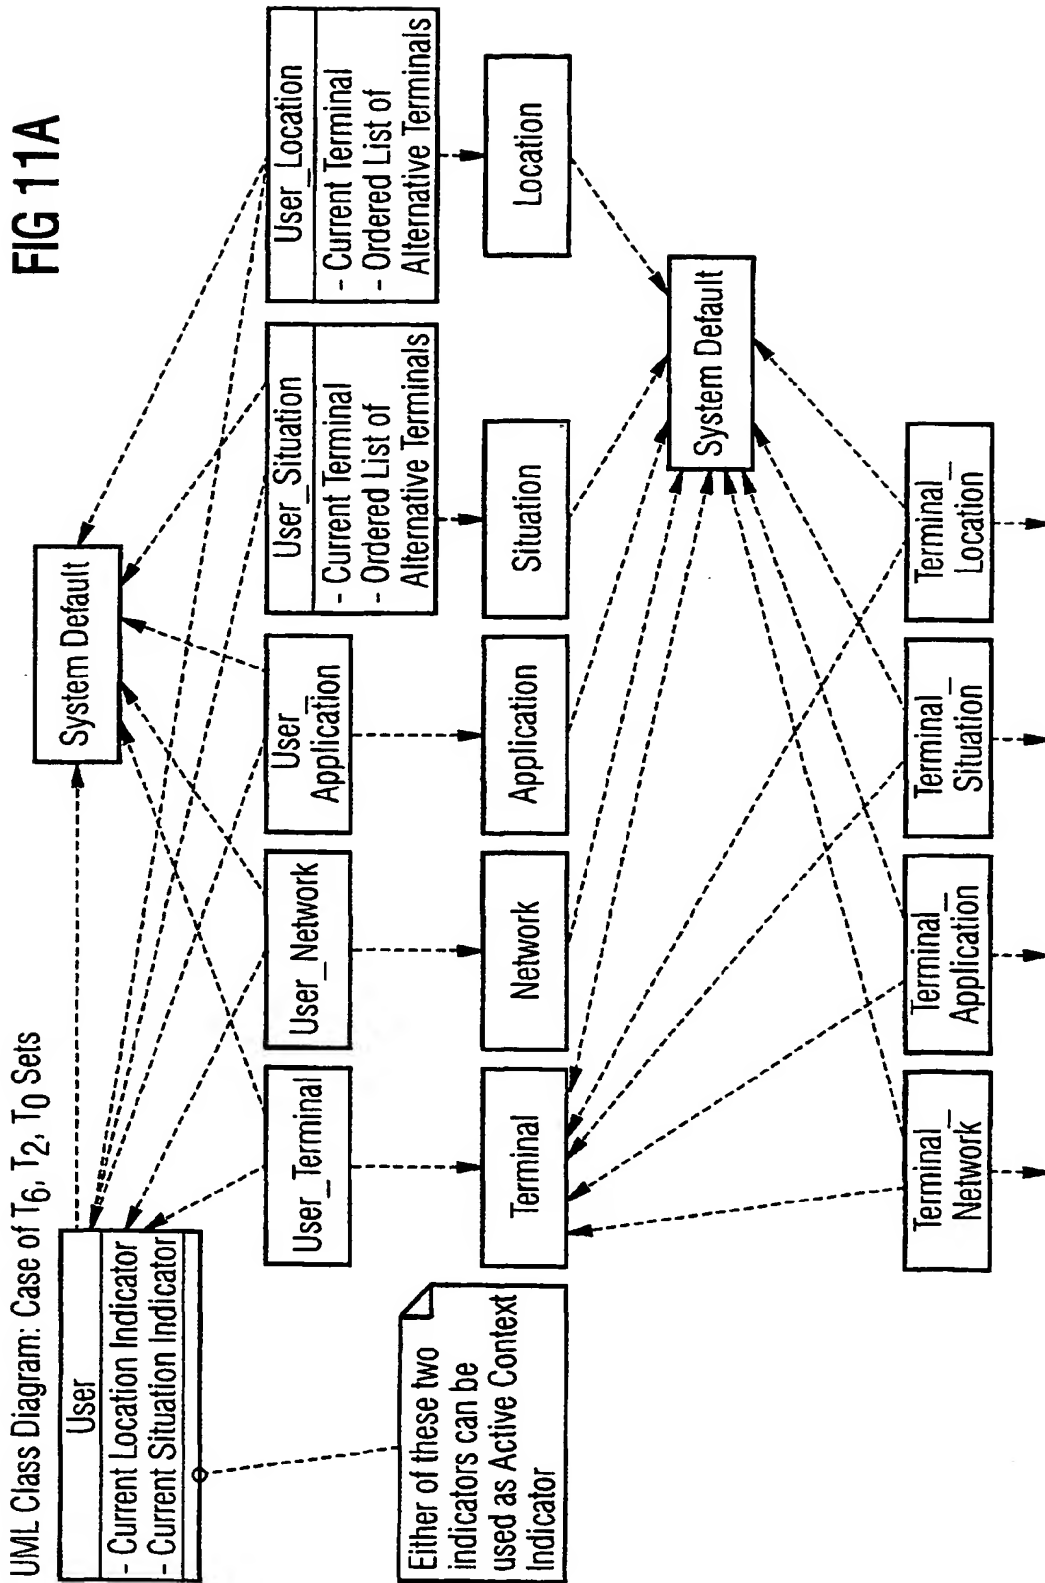 FIG 11A
UML Class Diagram: Case of T6, T2, T0 Sets
User
- Current Location Indicator
- Current Situation Indicator
System Default
User_Terminal
User_Network
User_
Application
User_Situation
- Current Terminal
- Ordered List of
Alternative Terminals
User_Location
- Current Terminal
- Ordered List of
Alternative Terminals
Either of these two
indicators can be
used as Active Context
Indicator
Terminal
Network
Application
Situation
Location
System Default
Terminal_
Network
Terminal_
Application
Terminal_
Situation
Terminal_
Location